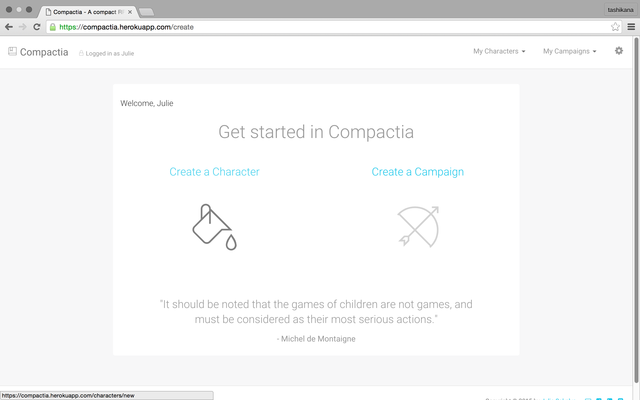 Compactia - A compact RP
tashikana
https://compactia.herokuapp.com/create
Compactia
Logged in as Julie
My Characters
My Campaigns
Welcome, Julie
Get started in Compactia
Create a Character
Create a Campaign
"It should be noted that the games of children are not games, and
must be considered as their most serious actions."
- Michel de Montaigne
https://compactia.herokuapp.com/characters/new